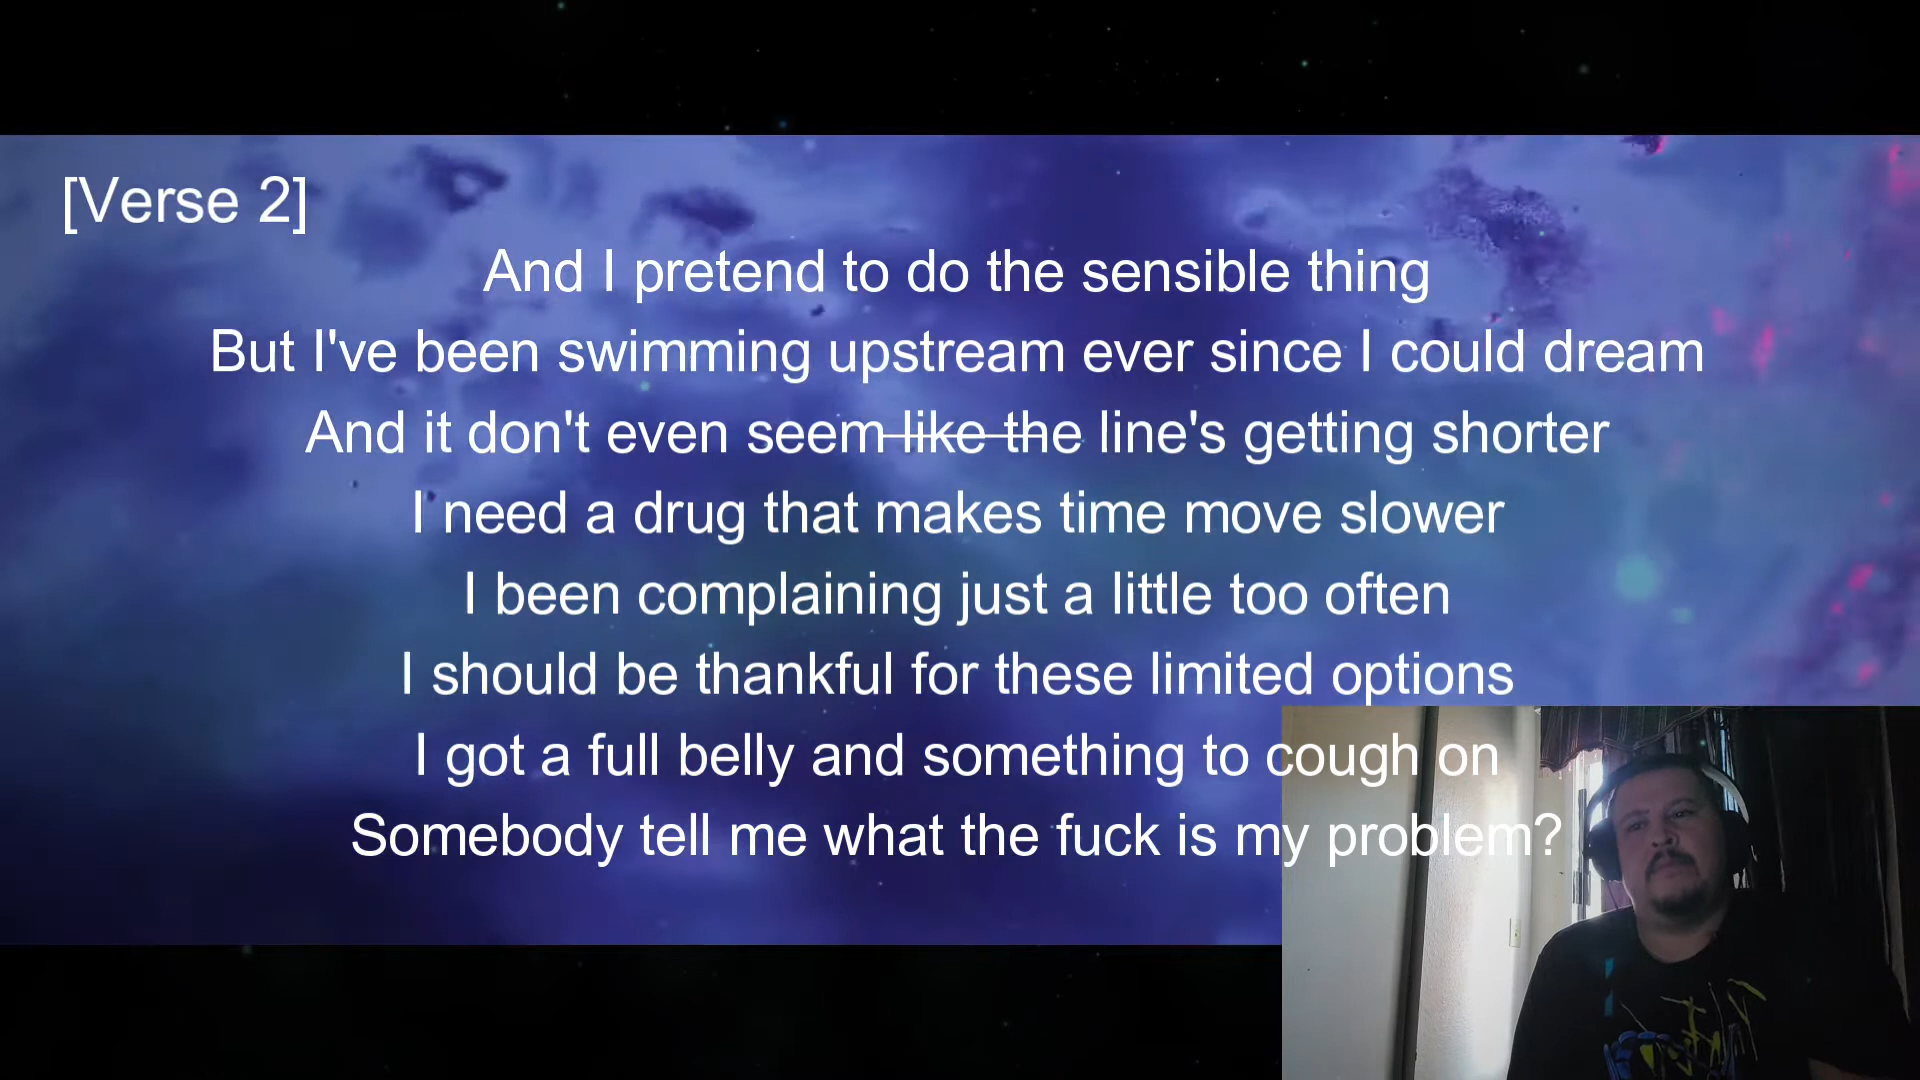 [Verse 2]
And I pretend to do the sensible thing
But I've been swimming upstream ever since I could dream
And it don't even seem like the line's getting shorter
I need a drug that makes time move slower
I been complaining just a little too often
I should be thankful for these limited options
I got a full belly and something to cough on
Somebody tell me what the fuck is my problem?